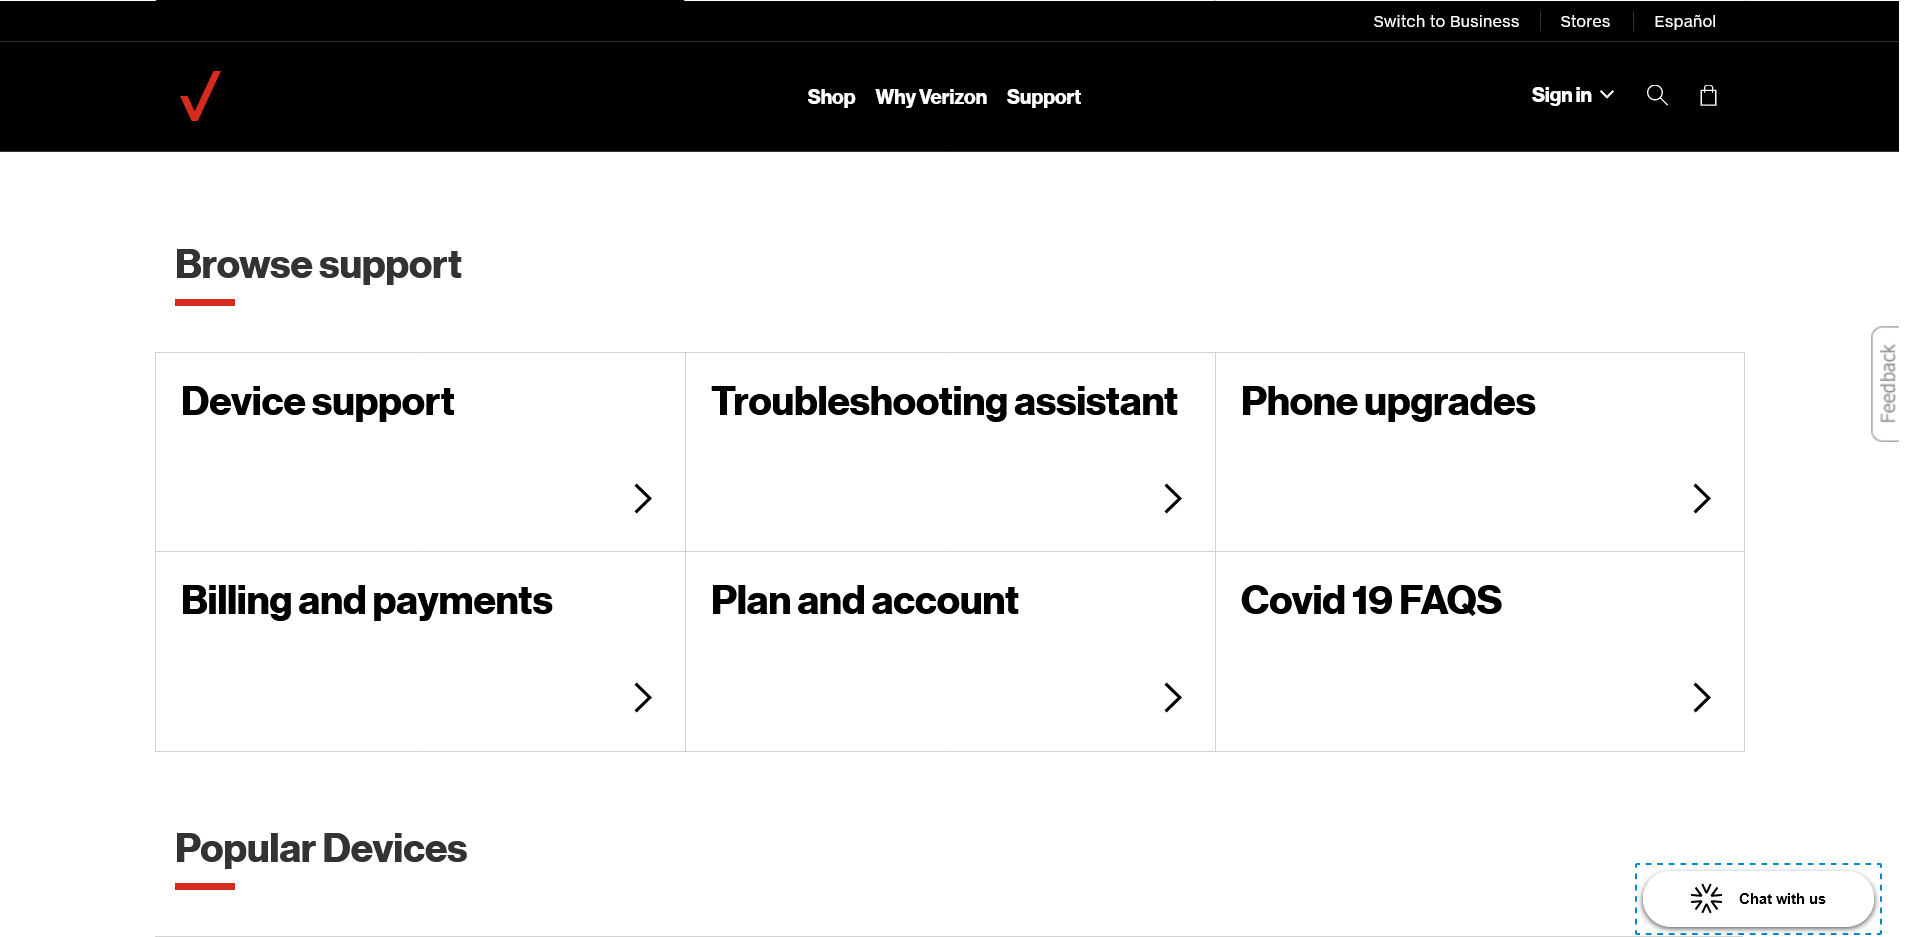 Switch to Business
Stores
Español
Shop
Why Verizon
Support
Sign in
Browse support
Device support
Troubleshooting assistant
Phone upgrades
Feedback
Billing and payments
Plan and account
Covid 19 FAQS
Popular Devices
Chat with us